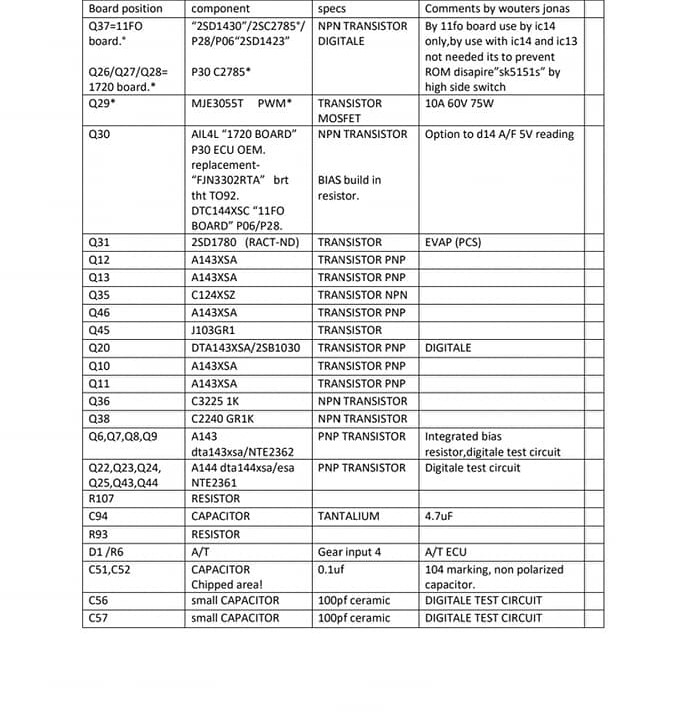 Board position component specs Comments by wouters jonas
Q37=11FO "2SD1430"/2SC2785*/ NPN TRANSISTOR By 11fo board use by ic14
board.* P28/P06"2SD1423" DIGITALE only,by use with ic14 and ic13
not needed its to prevent
Q26/Q27/Q28= P30 C2785* ROM disapire"sk5151s" by
1720 board.* high side switch
Q29* MJE3055T PWM* TRANSISTOR 10A 60V 75W
MOSFET
Q30 AIL4L "1720 BOARD" NPN TRANSISTOR Option to d14 A/F 5V reading
P30 ECU OEM.
replacement-
"FJN3302RTA" brt BIAS build in
tht TO92. resistor.
DTC144XSC "11FO
BOARD" P06/P28.
Q31 2SD1780 (RACT-ND) TRANSISTOR EVAP (PCS)
Q12 A143XSA TRANSISTOR PNP
Q13 A143XSA TRANSISTOR PNP
Q35 C124XSZ TRANSISTOR NPN
Q46 A143XSA TRANSISTOR PNP
Q45 J103GR1 TRANSISTOR
Q20 DTA143XSA/2SB1030 TRANSISTOR PNP DIGITALE
Q10 A143XSA TRANSISTOR PNP
Q11 A143XSA TRANSISTOR PNP
Q36 C3225 1K NPN TRANSISTOR
Q38 C2240 GR1K NPN TRANSISTOR
Q6,Q7,Q8,Q9 A143 PNP TRANSISTOR Integrated bias
dta143xsa/NTE2362 resistor,digitale test circuit
Q22,Q23,Q24, A144 dta144xsa/esa PNP TRANSISTOR Digitale test circuit
Q25,Q43,Q44 NTE2361
R107 RESISTOR
C94 CAPACITOR TANTALIUM 4.7uF
R93 RESISTOR
D1 /R6 A/T Gear input 4 A/T ECU
C51,C52 CAPACITOR 0.1uf 104 marking, non polarized
Chipped area! capacitor.
C56 small CAPACITOR 100pf ceramic DIGITALE TEST CIRCUIT
C57 small CAPACITOR 100pf ceramic DIGITALE TEST CIRCUIT